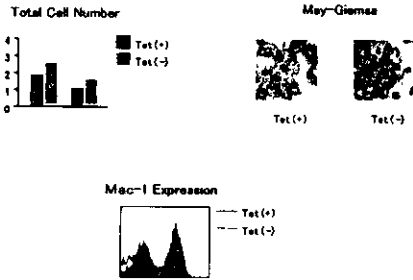 Total Cell Number
4
3
2
1
0
Tet(+)
Tet(-)
May-Giemsa
Tet(+)
Tet(-)
Mac-1 Expression
Tet(+)
Tet(-)